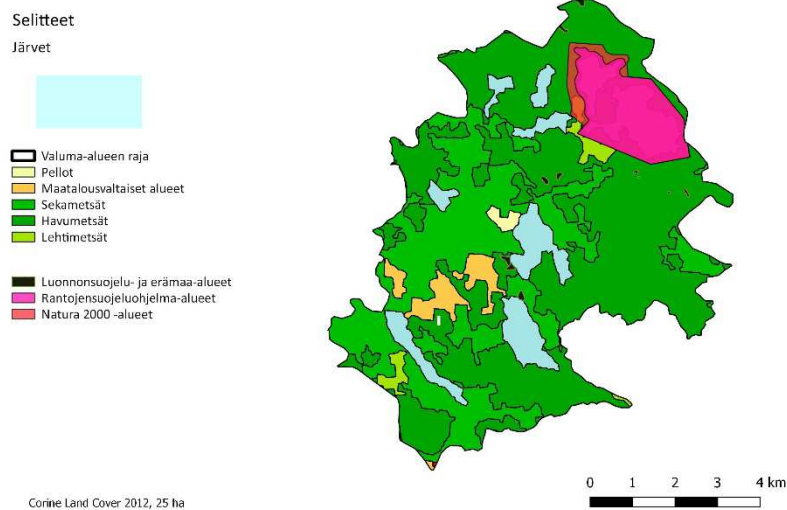 Selitteet
Järvet
Valuma-alueen raja
Pellot
Maatalousvaltaiset alueet
Sekametsät
Havumetsät
Lehtimetsät
Luonnonsuojelu- ja erämaa-alueet
Rantojensuojeluohjelma-alueet
Natura 2000 -alueet
Corine Land Cover 2012, 25 ha
0 1 2 3 4 km